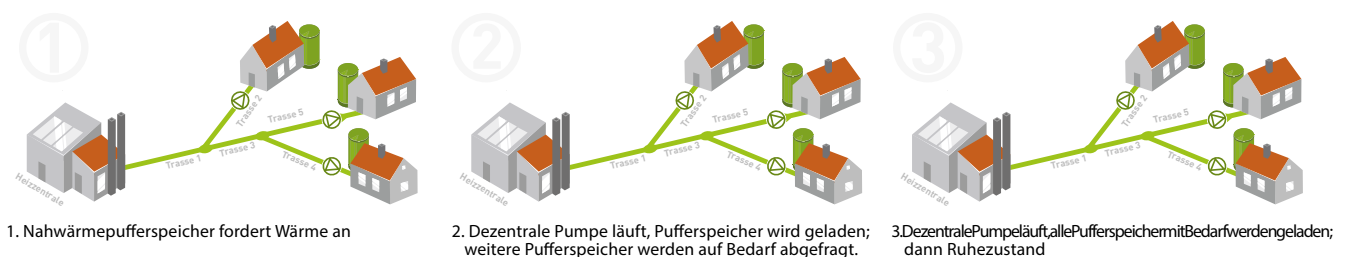 1
Trasse 2
Trasse 5
Trasse 1
Trasse 3
Trasse 4
Heizzentrale
1. Nahwärmepufferspeicher fordert Wärme an
2
Trasse 2
Trasse 5
Trasse 1
Trasse 3
Trasse 4
Heizzentrale
2. Dezentrale Pumpe läuft, Pufferspeicher wird geladen;
weitere Pufferspeicher werden auf Bedarf abgefragt.
3
Trasse 2
Trasse 5
Trasse 1
Trasse 3
Trasse 4
Heizzentrale
3.DezentralePumpeläuft,allePufferspeichermitBedarfwerdengeladen;
dann Ruhezustand